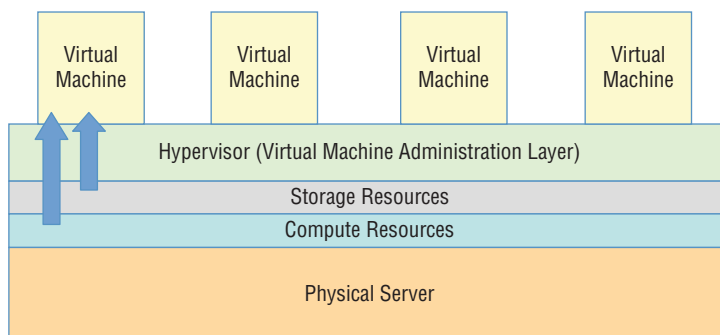 Virtual
Machine
Virtual
Machine
Virtual
Machine
Virtual
Machine
Hypervisor (Virtual Machine Administration Layer)
Storage Resources
Compute Resources
Physical Server